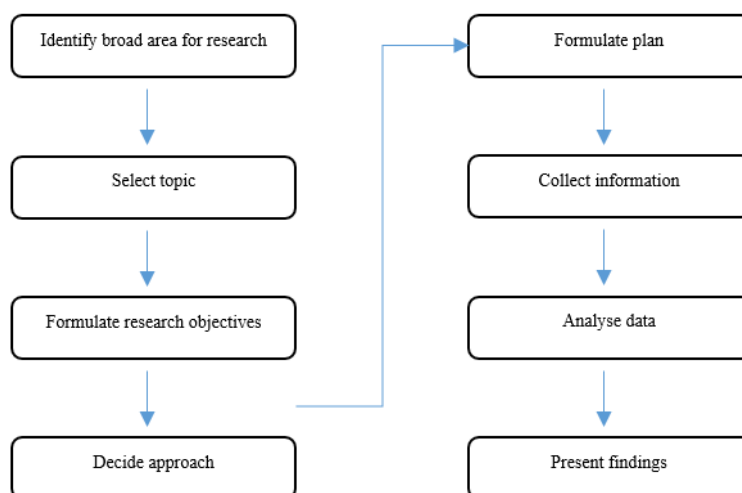 Identify broad area for research
Select topic
Formulate research objectives
Decide approach
Formulate plan
Collect information
Analyse data
Present findings